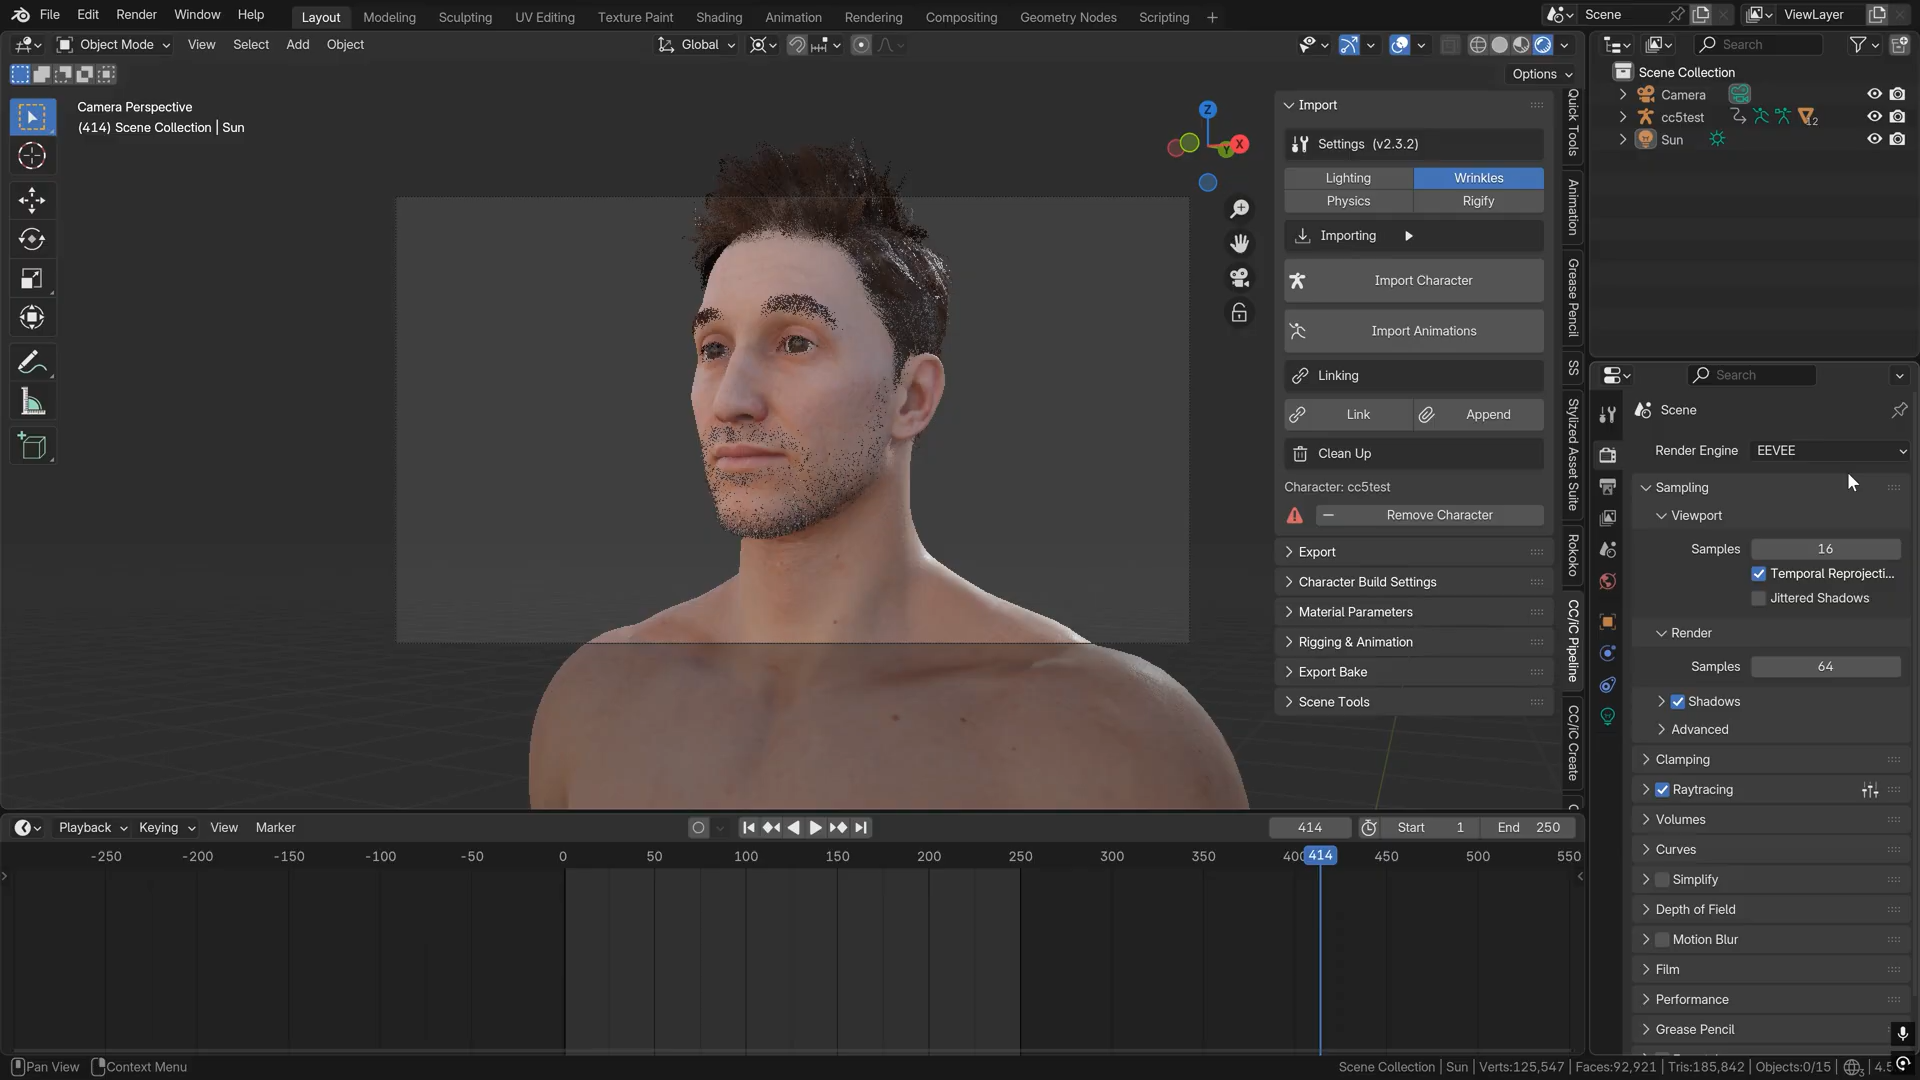 File Edit Render Window Help Layout Modeling Sculpting UV Editing Texture Paint Shading Animation Rendering Compositing Geometry Nodes Scripting + Scene ViewLayer
Object Mode View Select Add Object Global Search
Options
Camera Perspective
(414) Scene Collection | Sun
Z
X
Y
Import
Settings (v2.3.2)
Lighting Wrinkles
Physics Rigify
Importing
Import Character
Import Animations
Linking
Link Append
Clean Up
Character: cc5test
Remove Character
Export
Character Build Settings
Material Parameters
Rigging & Animation
Export Bake
Scene Tools
Quick Tools
Animation
Grease Pencil
SS
Stylized Asset Suite
Rokoko
CC/iC Pipeline
CC/iC Create
Scene Collection
Camera
cc5test 12
Sun
Search
Scene
Render Engine EEVEE
Sampling
Viewport
Samples 16
Temporal Reprojecti...
Jittered Shadows
Render
Samples 64
Shadows
Advanced
Clamping
Raytracing
Volumes
Curves
Simplify
Depth of Field
Motion Blur
Film
Performance
Grease Pencil
Playback Keying View Marker 414 Start 1 End 250
-250 -200 -150 -100 -50 0 50 100 150 200 250 300 350 400 414 450 500 550
Pan View Context Menu Scene Collection | Sun | Verts:125,547 | Faces:92,921 | Tris:185,842 | Objects:0/15